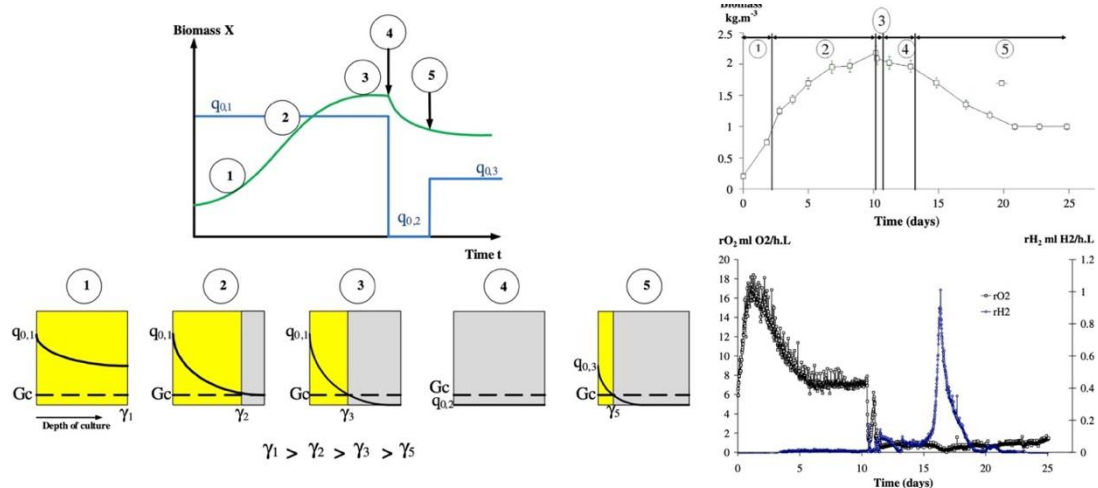 Biomass X
4
5
3
q0,1
2
1
q0,3
q0,2
Time t
1
2
3
4
5
q0,1
q0,1
q0,1
q0,3
Gc
Gc
Gc
Gc
q0,2
Gc
γ1
γ2
γ3
γ5
Depth of culture
γ1 > γ2 > γ3 > γ5
Biomass
kg.m-3
3
2.5
1
2
4
5
2
1.5
1
0.5
0
0
5
10
15
20
25
Time (days)
rO2 ml O2/h.L
rH2 ml H2/h.L
20
18
16
14
12
10
8
6
4
2
0
1.2
1
0.8
0.6
0.4
0.2
0
rO2
rH2
0
5
10
15
20
25
Time (days)